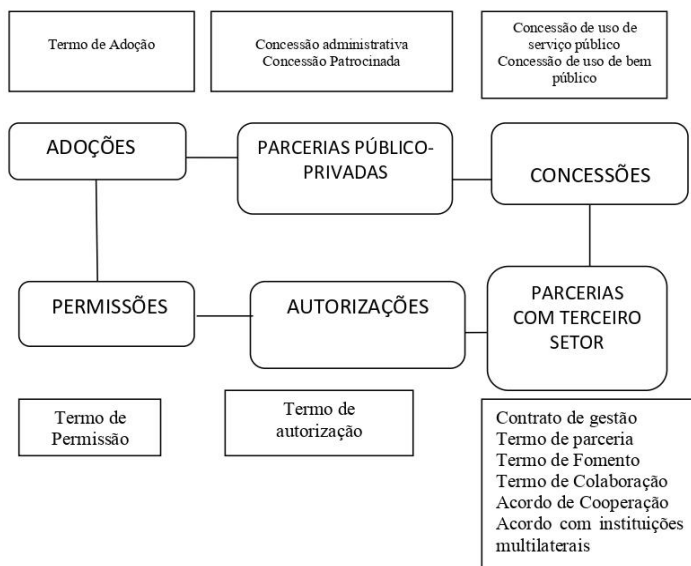 Termo de Adoção
Concessão administrativa
Concessão Patrocinada
Concessão de uso de
serviço público
Concessão de uso de bem
público
ADOÇÕES
PARCERIAS PÚBLICO-
PRIVADAS
CONCESSÕES
PERMISSÕES
AUTORIZAÇÕES
PARCERIAS
COM TERCEIRO
SETOR
Termo de
Permissão
Termo de
autorização
Contrato de gestão
Termo de parceria
Termo de Fomento
Termo de Colaboração
Acordo de Cooperação
Acordo com instituições
multilaterais